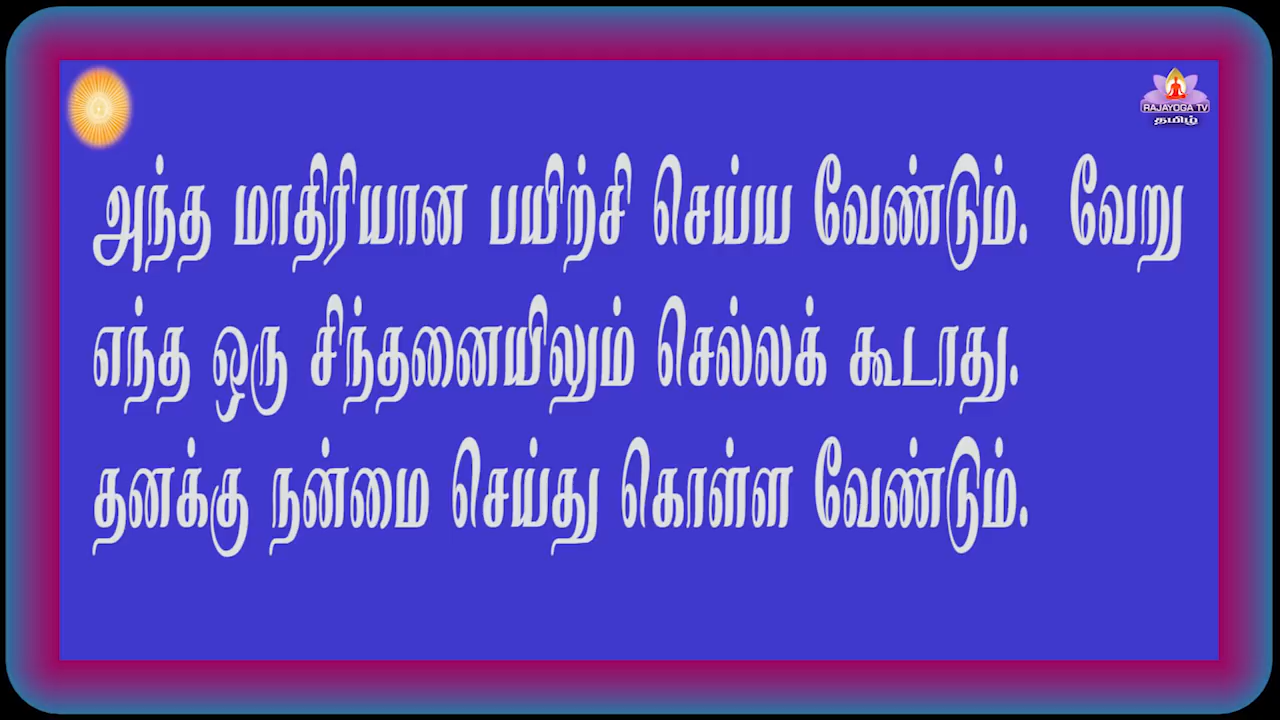 RAJAYOGA TV
தமிழ்
அந்த மாதிரியான பயிற்சி செய்ய வேண்டும். வேறு
எந்த ஒரு சிந்தனையிலும் செல்லக் கூடாது.
தனக்கு நன்மை செய்து கொள்ள வேண்டும்.